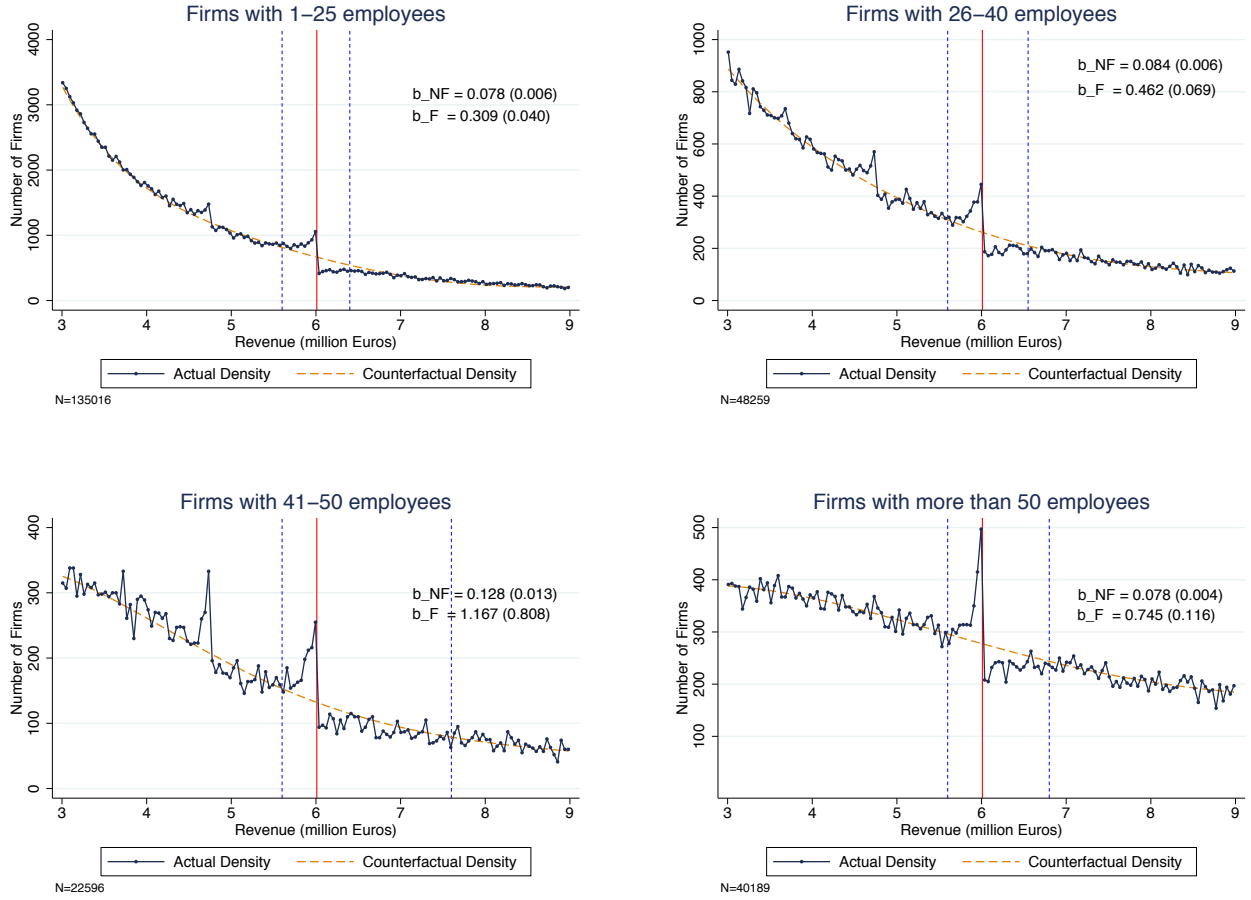 Firms with 1–25 employees
b_NF = 0.078 (0.006)
b_F = 0.309 (0.040)
Number of Firms
0 1000 2000 3000 4000
3 4 5 6 7 8 9
Revenue (million Euros)
Actual Density Counterfactual Density
N=135016
Firms with 26–40 employees
b_NF = 0.084 (0.006)
b_F = 0.462 (0.069)
Number of Firms
0 200 400 600 800 1000
3 4 5 6 7 8 9
Revenue (million Euros)
Actual Density Counterfactual Density
N=48259
Firms with 41–50 employees
b_NF = 0.128 (0.013)
b_F = 1.167 (0.808)
Number of Firms
0 100 200 300 400
3 4 5 6 7 8 9
Revenue (million Euros)
Actual Density Counterfactual Density
N=22596
Firms with more than 50 employees
b_NF = 0.078 (0.004)
b_F = 0.745 (0.116)
Number of Firms
100 200 300 400 500
3 4 5 6 7 8 9
Revenue (million Euros)
Actual Density Counterfactual Density
N=40189